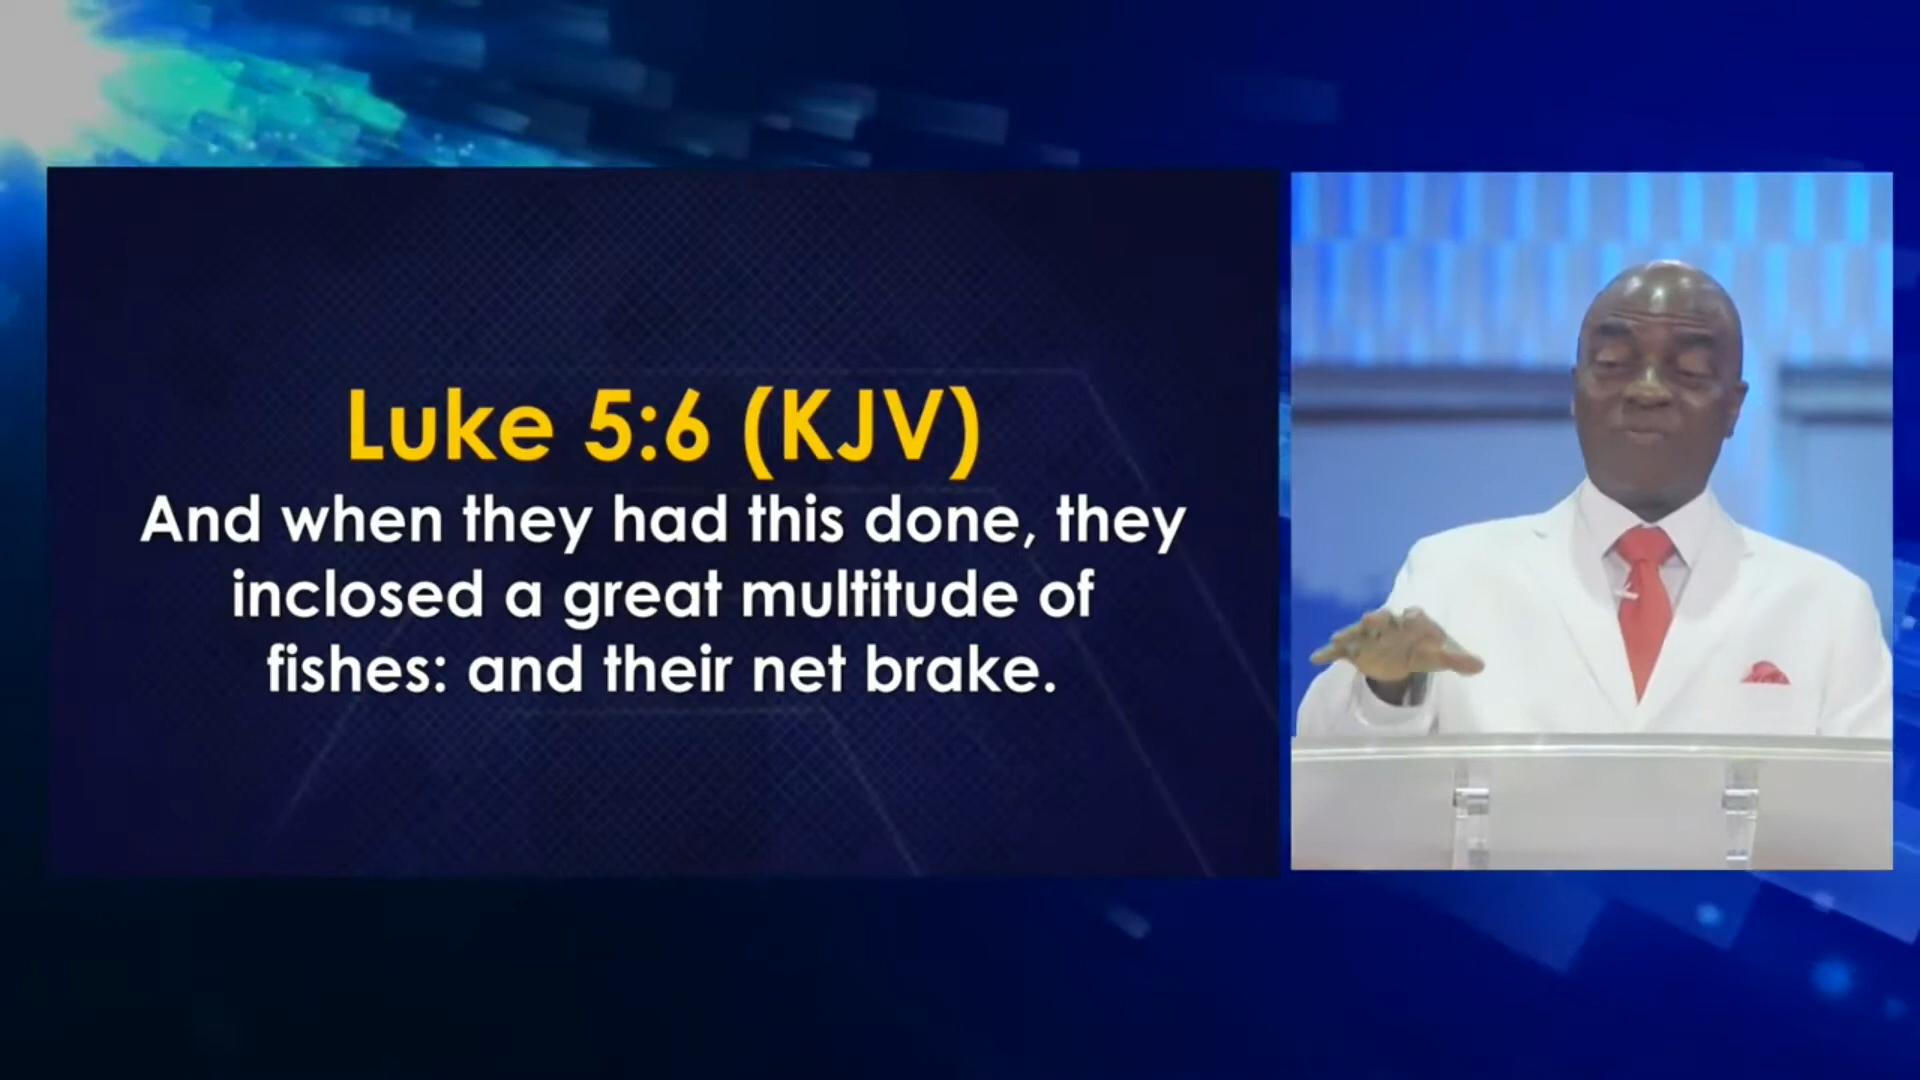 Luke 5:6 (KJV)
And when they had this done, they
inclosed a great multitude of
fishes: and their net brake.